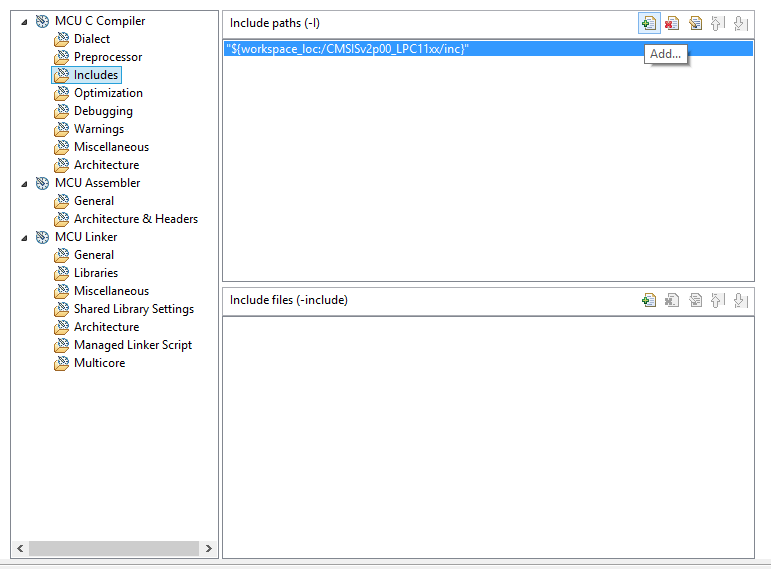 MCU C Compiler
Dialect
Preprocessor
Includes
Optimization
Debugging
Warnings
Miscellaneous
Architecture
MCU Assembler
General
Architecture & Headers
MCU Linker
General
Libraries
Miscellaneous
Shared Library Settings
Architecture
Managed Linker Script
Multicore
Include paths (-I)
"${workspace_loc:/CMSISv2p00_LPC11xx/inc}"
Add...
Include files (-include)